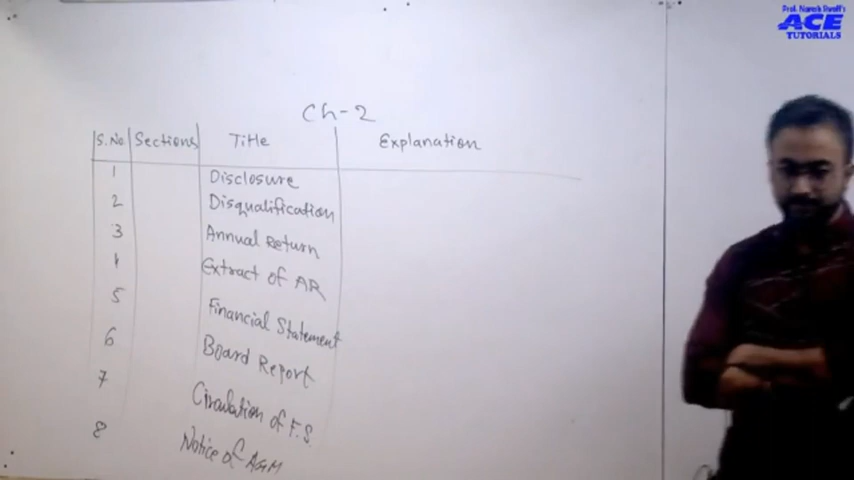 Prof. Naresh Shroff's
ACE
TUTORIALS
Ch-2
S.No Sections Title Explanation
1 Disclosure
2 Disqualification
3 Annual Return
4 Extract of AR
5 Financial Statement
6 Board Report
7 Circulation of F.S.
8 Notice of AGM